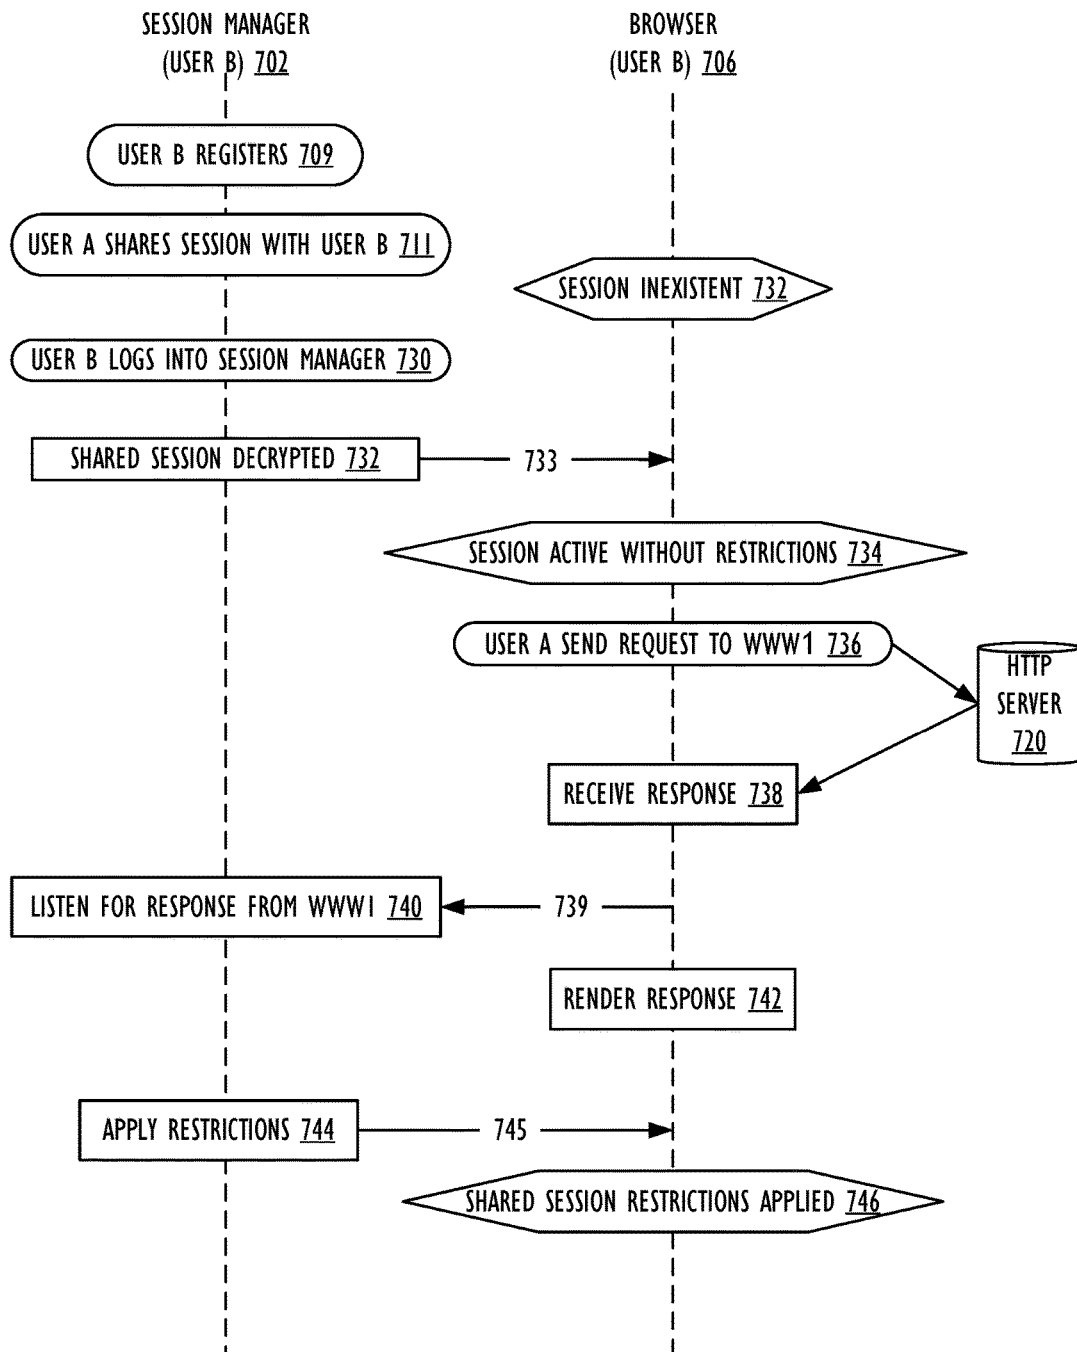 SESSION MANAGER
(USER B) 702
BROWSER
(USER B) 706
USER B REGISTERS 709
USER A SHARES SESSION WITH USER B 711
SESSION INEXISTENT 732
USER B LOGS INTO SESSION MANAGER 730
SHARED SESSION DECRYPTED 732
733
SESSION ACTIVE WITHOUT RESTRICTIONS 734
USER A SEND REQUEST TO WWW1 736
HTTP
SERVER
720
RECEIVE RESPONSE 738
LISTEN FOR RESPONSE FROM WWW1 740
739
RENDER RESPONSE 742
APPLY RESTRICTIONS 744
745
SHARED SESSION RESTRICTIONS APPLIED 746